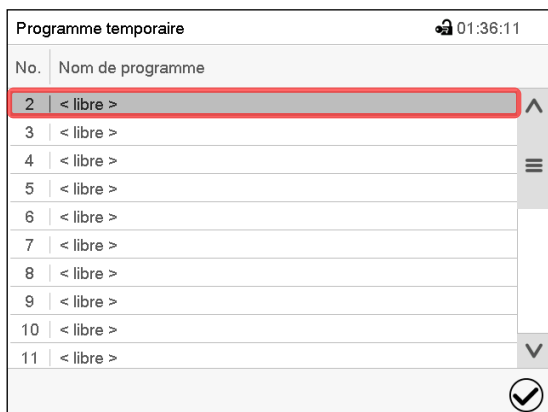 Programme temporaire 01:36:11
No. Nom de programme
2 < libre >
3 < libre >
4 < libre >
5 < libre >
6 < libre >
7 < libre >
8 < libre >
9 < libre >
10 < libre >
11 < libre >